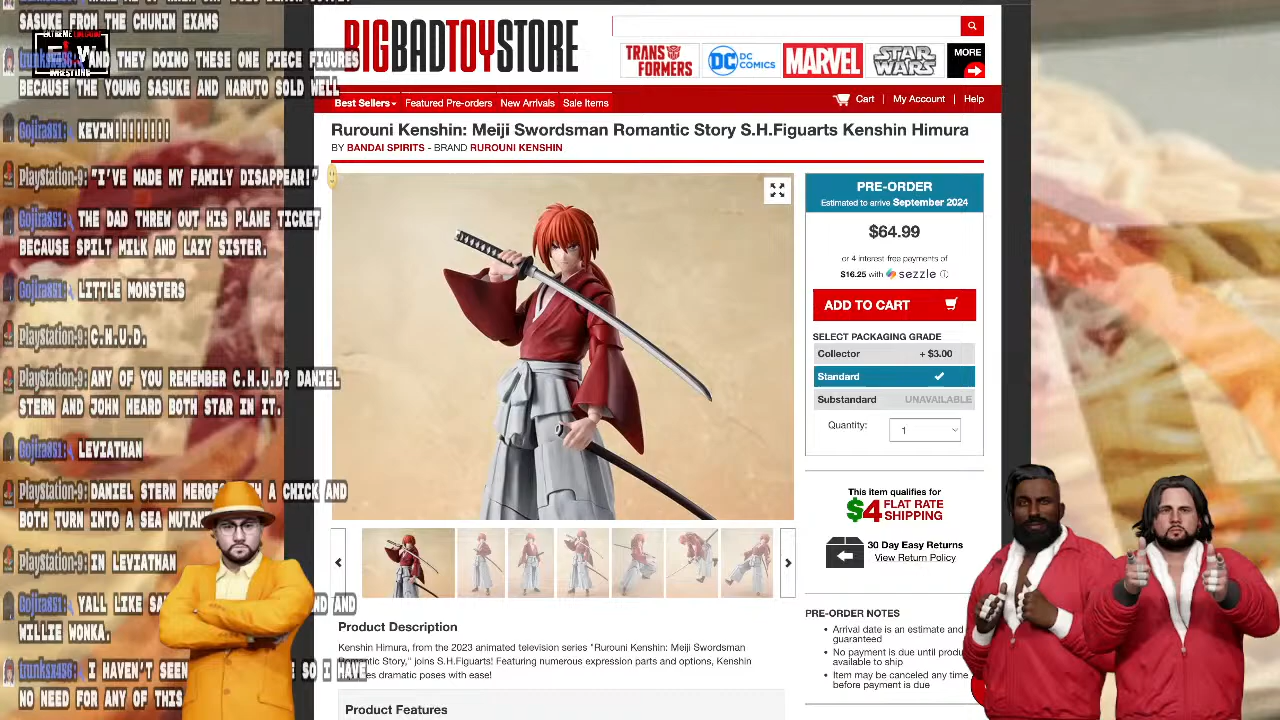 SAGE FROM THE CHUNIN EXAMS
AND THEY DOING THESE ONE PIECE FIGURES
BECAUSE THE YOUNG SASUKE AND NARUTO SOLD WELL
Gojira851: KEVIN!!!!!!!!
PlayStation-9: "I'VE MADE MY FAMILY DISAPPEAR!"
Gojira851: THE DAD THREW OUT HIS PLANE TICKET
BECAUSE SPILT MILK AND LAZY SISTER.
Gojira851: LITTLE MONSTERS
PlayStation-9: C.H.U.D.
PlayStation-9: ANY OF YOU REMEMBER C.H.U.D? DANIEL
STERN AND JOHN HEARD BOTH STAR IN IT.
Gojira851: LEVIATHAN
PlayStation-9: DANIEL STERN A CHICK AND
BOTH TURN INTO A SEA
PlayStation-9: IN LEVIATHAN
Gojira851: YALL LIKE AND
WILLIE WONKA.
I HAVEN'T SEEN SO I HAVE
NO NEED FOR ANY OF THIS
BIGBADTOYSTORE
TRANSFORMERS
DC COMICS
MARVEL
STAR WARS
MORE
Best Sellers Featured Pre-orders New Arrivals Sale Items
Cart | My Account | Help
Rurouni Kenshin: Meiji Swordsman Romantic Story S.H.Figuarts Kenshin Himura
BY BANDAI SPIRITS - BRAND RUROUNI KENSHIN
PRE-ORDER
Estimated to arrive September 2024
$64.99
or 4 interest free payments of
$16.25 with sezzle
ADD TO CART
SELECT PACKAGING GRADE
Collector + $3.00
Standard
Substandard UNAVAILABLE
Quantity: 1
This item qualifies for
$4 FLAT RATE
SHIPPING
30 Day Easy Returns
View Return Policy
PRE-ORDER NOTES
• Arrival date is an estimate and
guaranteed
• No payment is due until
available to ship
• Item may be canceled any time
before payment is due
Product Description
Kenshin Himura, from the 2023 animated television series "Rurouni Kenshin: Meiji Swordsman
Romantic Story," joins S.H.Figuarts! Featuring numerous expression parts and options, Kenshin
dramatic poses with ease!
Product Features